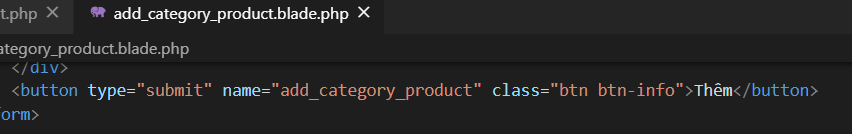 t.php × add_category_product.blade.php ×
ategory_product.blade.php
</div>
<button type="submit" name="add_category_product" class="btn btn-info">Thêm</button>
orm>